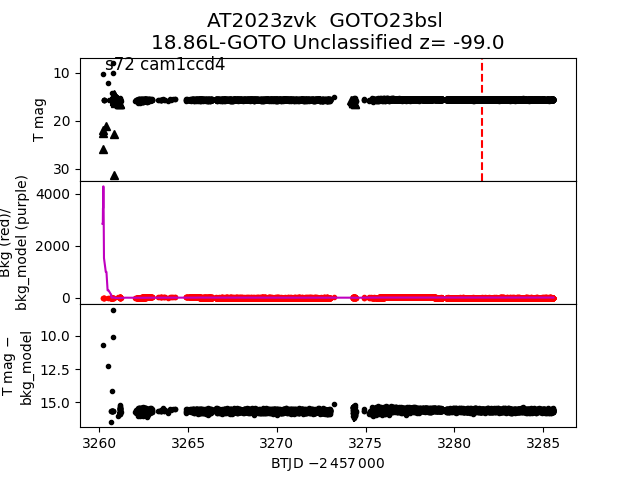 AT2023zvk  GOTO23bsl
18.86L-GOTO Unclassified z= -99.0
s72 cam1ccd4
10
20
30
T mag
4000
2000
0
Bkg (red)/
bkg_model (purple)
10.0
12.5
15.0
T mag −
bkg_model
3260
3265
3270
3275
3280
3285
BTJD −2 457 000